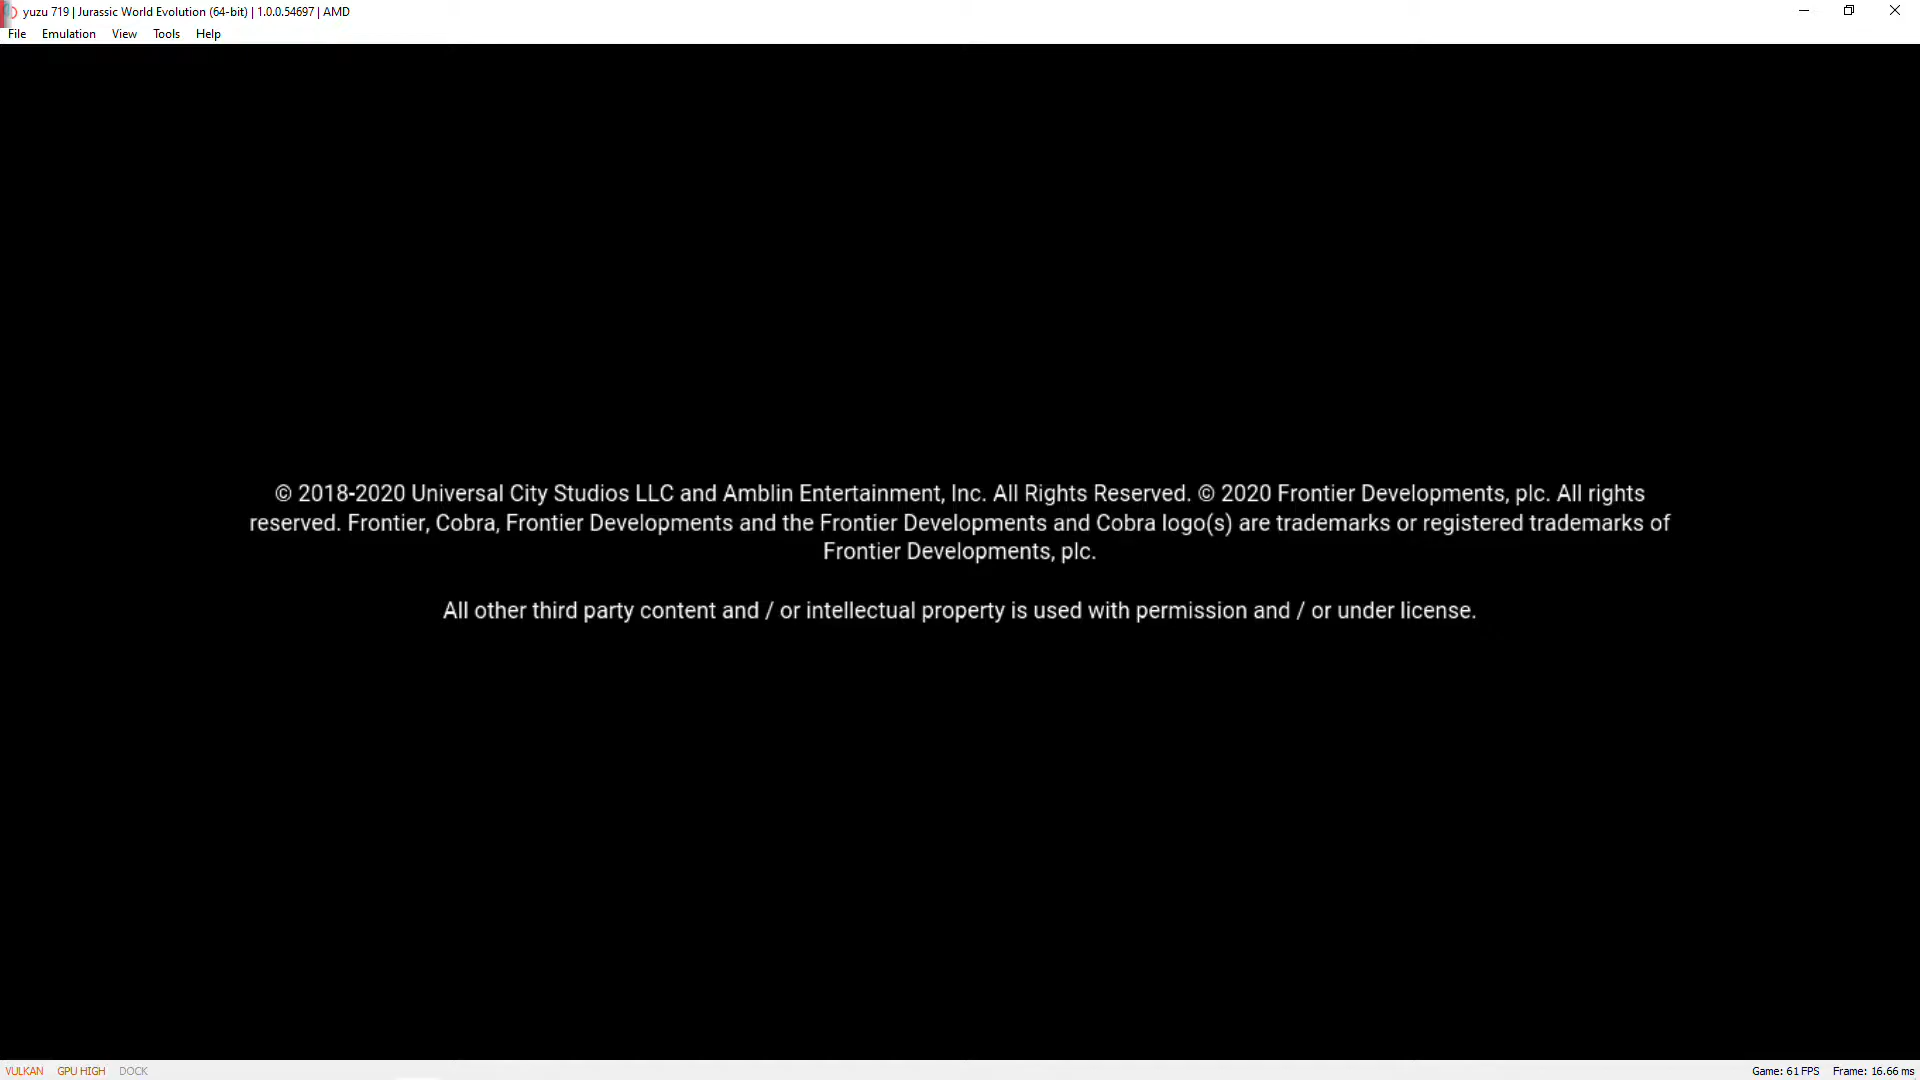 yuzu 719 | Jurassic World Evolution (64-bit) | 1.0.0.54697 | AMD
File Emulation View Tools Help
© 2018-2020 Universal City Studios LLC and Amblin Entertainment, Inc. All Rights Reserved. © 2020 Frontier Developments, plc. All rights
reserved. Frontier, Cobra, Frontier Developments and the Frontier Developments and Cobra logo(s) are trademarks or registered trademarks of
Frontier Developments, plc.
All other third party content and / or intellectual property is used with permission and / or under license.
VULKAN GPU HIGH DOCK Game: 61 FPS Frame: 16.66 ms